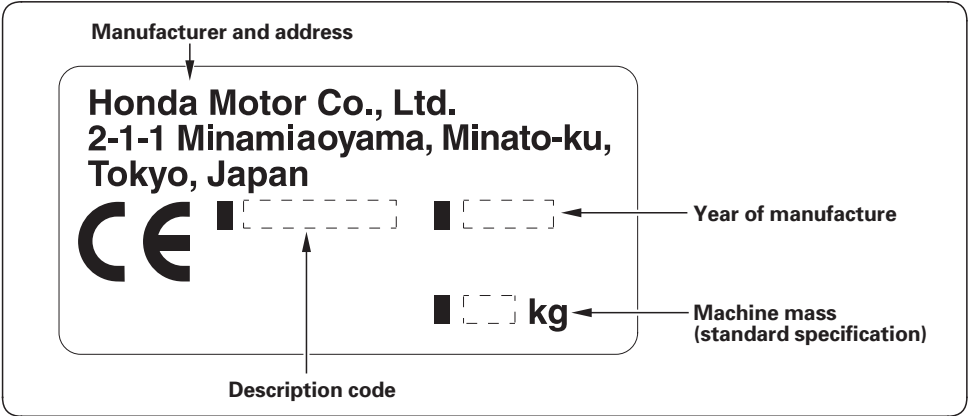 Manufacturer and address
Honda Motor Co., Ltd.
2-1-1 Minamiaoyama, Minato-ku,
Tokyo, Japan
CE
Year of manufacture
kg
Machine mass
(standard specification)
Description code